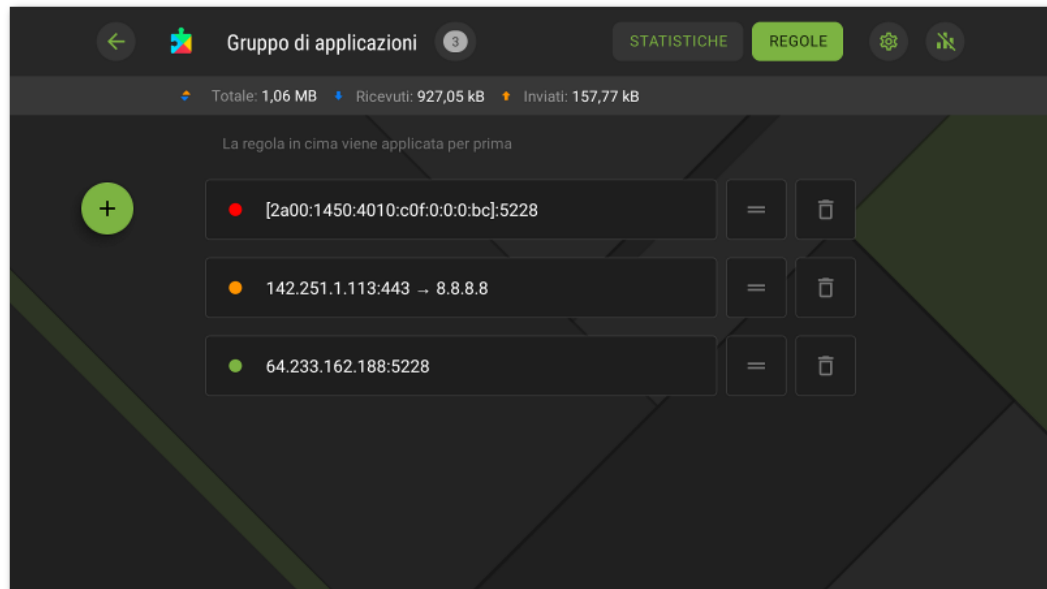 Gruppo di applicazioni 3 STATISTICHE REGOLE
Totale: 1,06 MB Ricevuti: 927,05 kB Inviati: 157,77 kB
La regola in cima viene applicata per prima
[2a00:1450:4010:c0f:0:0:0:bc]:5228
142.251.1.113:443 → 8.8.8.8
64.233.162.188:5228